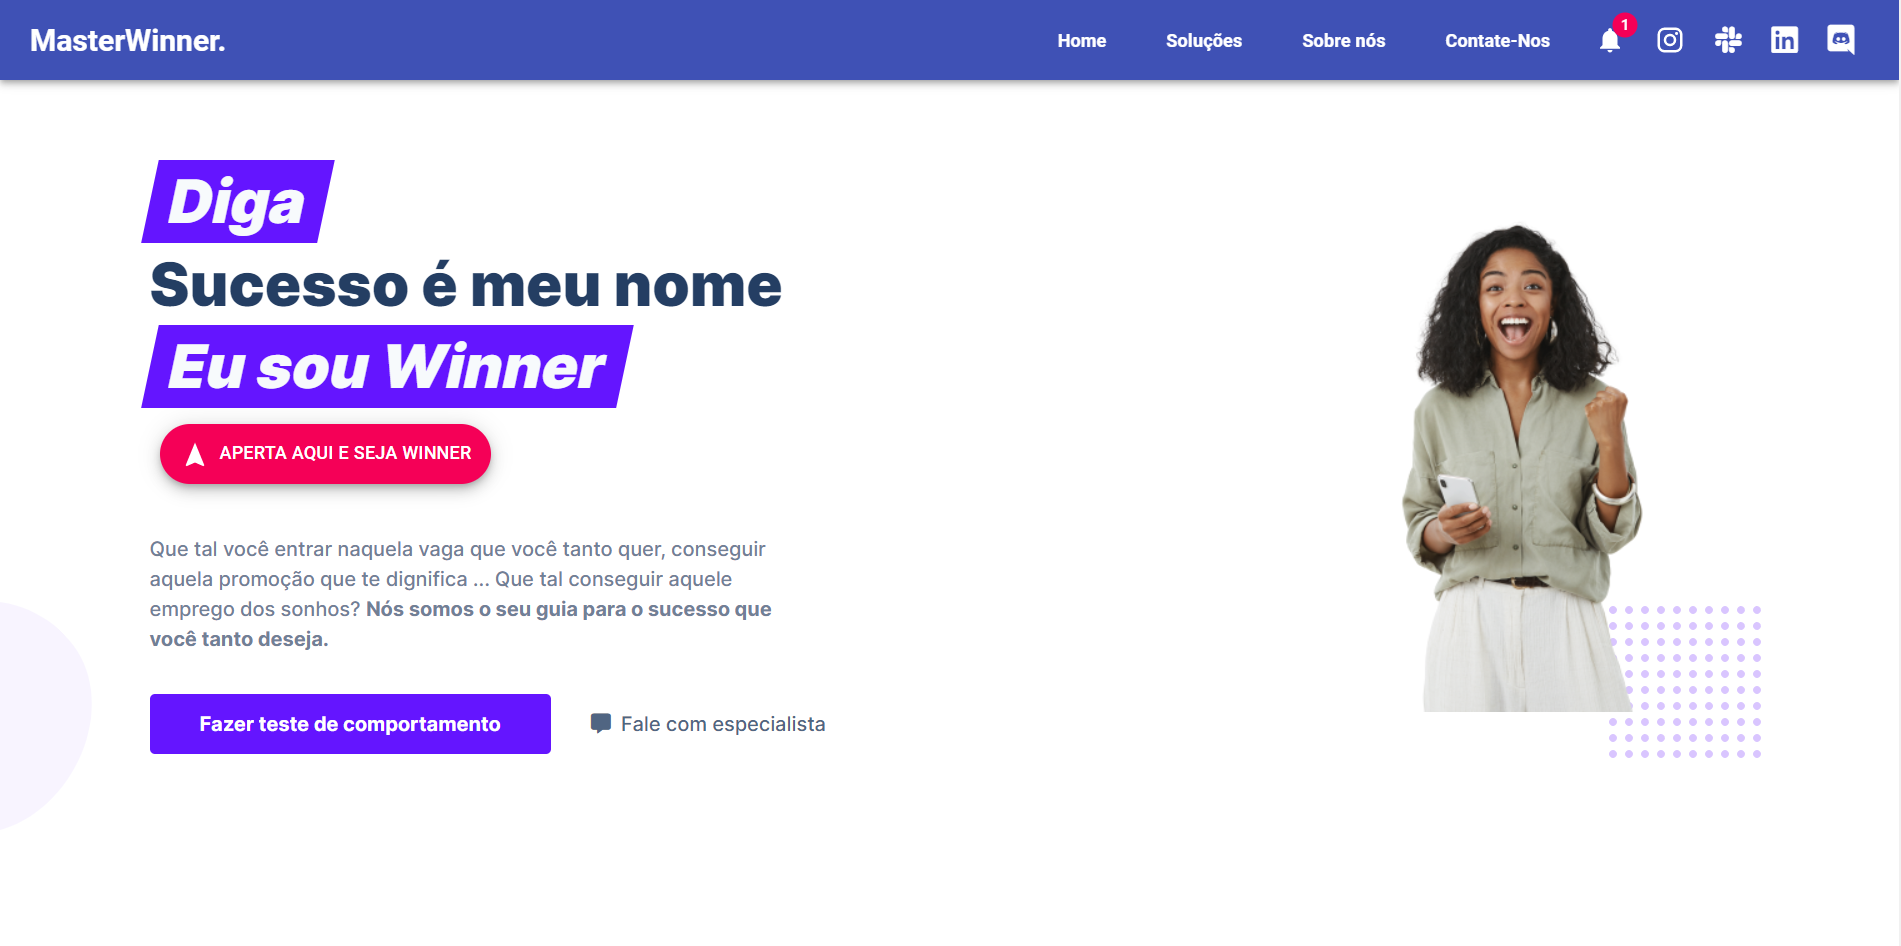 MasterWinner.
Home Soluções Sobre nós Contate-Nos 1
Diga
Sucesso é meu nome
Eu sou Winner
APERTA AQUI E SEJA WINNER
Que tal você entrar naquela vaga que você tanto quer, conseguir
aquela promoção que te dignifica ... Que tal conseguir aquele
emprego dos sonhos? Nós somos o seu guia para o sucesso que
você tanto deseja.
Fazer teste de comportamento
Fale com especialista